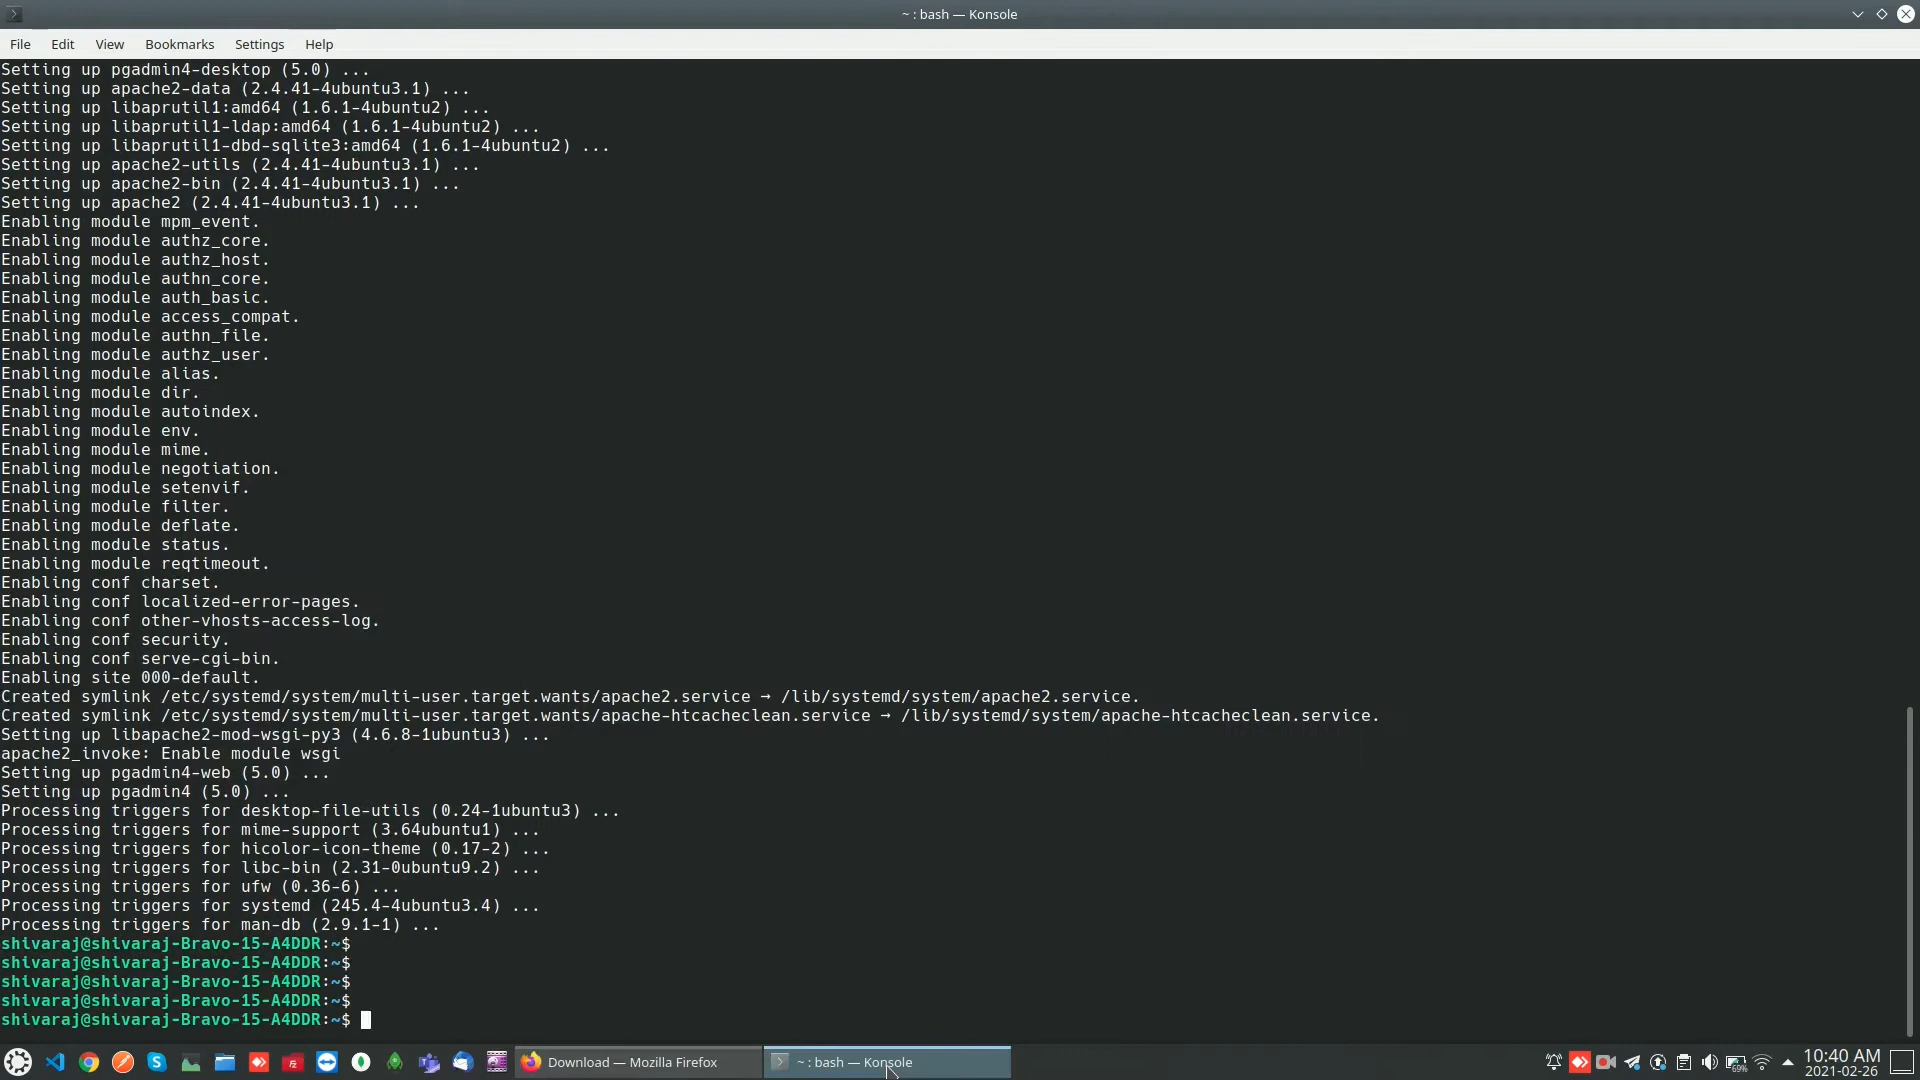 ~ : bash — Konsole
File Edit View Bookmarks Settings Help
Setting up pgadmin4-desktop (5.0) ...
Setting up apache2-data (2.4.41-4ubuntu3.1) ...
Setting up libaprutil1:amd64 (1.6.1-4ubuntu2) ...
Setting up libaprutil1-ldap:amd64 (1.6.1-4ubuntu2) ...
Setting up libaprutil1-dbd-sqlite3:amd64 (1.6.1-4ubuntu2) ...
Setting up apache2-utils (2.4.41-4ubuntu3.1) ...
Setting up apache2-bin (2.4.41-4ubuntu3.1) ...
Setting up apache2 (2.4.41-4ubuntu3.1) ...
Enabling module mpm_event.
Enabling module authz_core.
Enabling module authz_host.
Enabling module authn_core.
Enabling module auth_basic.
Enabling module access_compat.
Enabling module authn_file.
Enabling module authz_user.
Enabling module alias.
Enabling module dir.
Enabling module autoindex.
Enabling module env.
Enabling module mime.
Enabling module negotiation.
Enabling module setenvif.
Enabling module filter.
Enabling module deflate.
Enabling module status.
Enabling module reqtimeout.
Enabling conf charset.
Enabling conf localized-error-pages.
Enabling conf other-vhosts-access-log.
Enabling conf security.
Enabling conf serve-cgi-bin.
Enabling site 000-default.
Created symlink /etc/systemd/system/multi-user.target.wants/apache2.service → /lib/systemd/system/apache2.service.
Created symlink /etc/systemd/system/multi-user.target.wants/apache-htcacheclean.service → /lib/systemd/system/apache-htcacheclean.service.
Setting up libapache2-mod-wsgi-py3 (4.6.8-1ubuntu3) ...
apache2_invoke: Enable module wsgi
Setting up pgadmin4-web (5.0) ...
Setting up pgadmin4 (5.0) ...
Processing triggers for desktop-file-utils (0.24-1ubuntu3) ...
Processing triggers for mime-support (3.64ubuntu1) ...
Processing triggers for hicolor-icon-theme (0.17-2) ...
Processing triggers for libc-bin (2.31-0ubuntu9.2) ...
Processing triggers for ufw (0.36-6) ...
Processing triggers for systemd (245.4-4ubuntu3.4) ...
Processing triggers for man-db (2.9.1-1) ...
shivaraj@shivaraj-Bravo-15-A4DDR:~$
shivaraj@shivaraj-Bravo-15-A4DDR:~$
shivaraj@shivaraj-Bravo-15-A4DDR:~$
shivaraj@shivaraj-Bravo-15-A4DDR:~$
shivaraj@shivaraj-Bravo-15-A4DDR:~$
Download — Mozilla Firefox ~ : bash — Konsole 69% 10:40 AM
2021-02-26